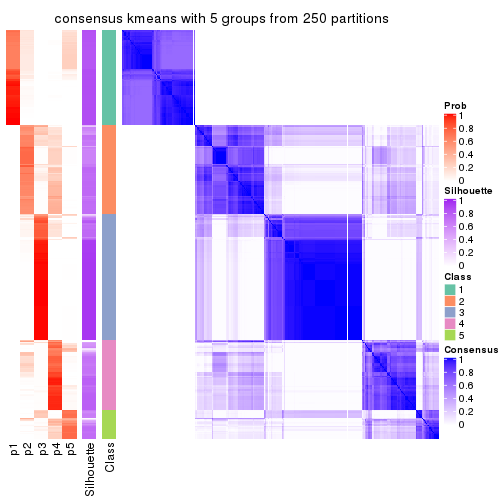 consensus kmeans with 5 groups from 250 partitions
Prob
1
0.8
0.6
0.4
0.2
0
Silhouette
1
0.8
0.6
0.4
0.2
0
Class
1
2
3
4
5
Consensus
1
0.8
0.6
0.4
0.2
0
p1
p2
p3
p4
p5
Silhouette
Class